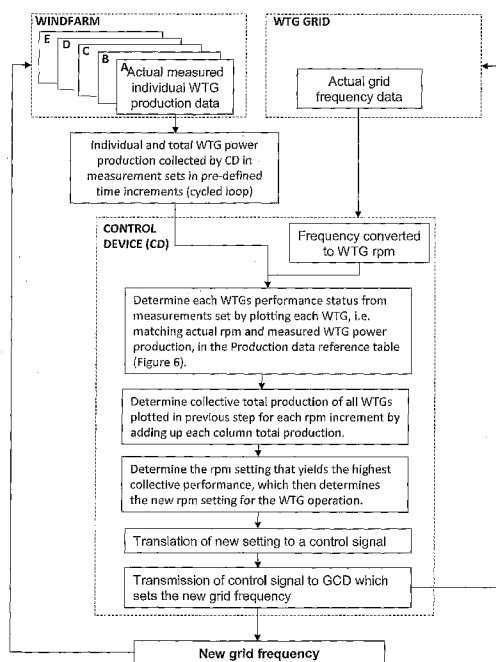 WINDFARM
E
D
C
B
A
Actual measured
individual WTG
production data
WTG GRID
Actual grid
frequency data
Individual and total WTG power
production collected by CD in
measurement sets in pre-defined
time increments (cycled loop)
CONTROL
DEVICE (CD)
Frequency converted
to WTG rpm
Determine each WTGs performance status from
measurements set by plotting each WTG, i.e.
matching actual rpm and measured WTG power
production, in the Production data reference table
(Figure 6).
Determine collective total production of all WTGs
plotted in previous step for each rpm increment by
adding up each column total production.
Determine the rpm setting that yields the highest
collective performance, which then determines
the new rpm setting for the WTG operation.
Translation of new setting to a control signal
Transmission of control signal to GCD which
sets the new grid frequency
New grid frequency